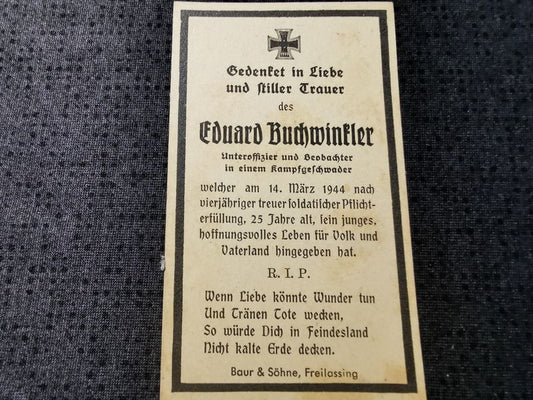 Gedenket in Liebe
und stiller Trauer
des
Eduard Buchwinkler
Unteroffizier und Beobachter
in einem Kampfgeschwader
welcher am 14. März 1944 nach
vierjähriger treuer soldatischer Pflicht-
erfüllung, 25 Jahre alt, sein junges,
hoffnungsvolles Leben für Volk und
Vaterland hingegeben hat.
R. I. P.
Wenn Liebe könnte Wunder tun
Und Tränen Tote wecken,
So würde Dich in Feindesland
Nicht kalte Erde decken.
Baur & Söhne, Freilassing